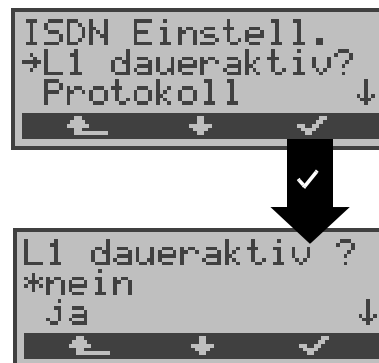 ISDN Einstell.
→L1 daueraktiv?
Protokoll ↓
L1 daueraktiv ?
*nein
ja ↓